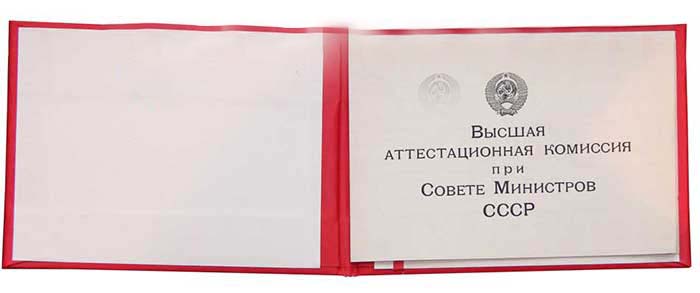 Высшая
аттестационная комиссия
при
Совете Министров
СССР